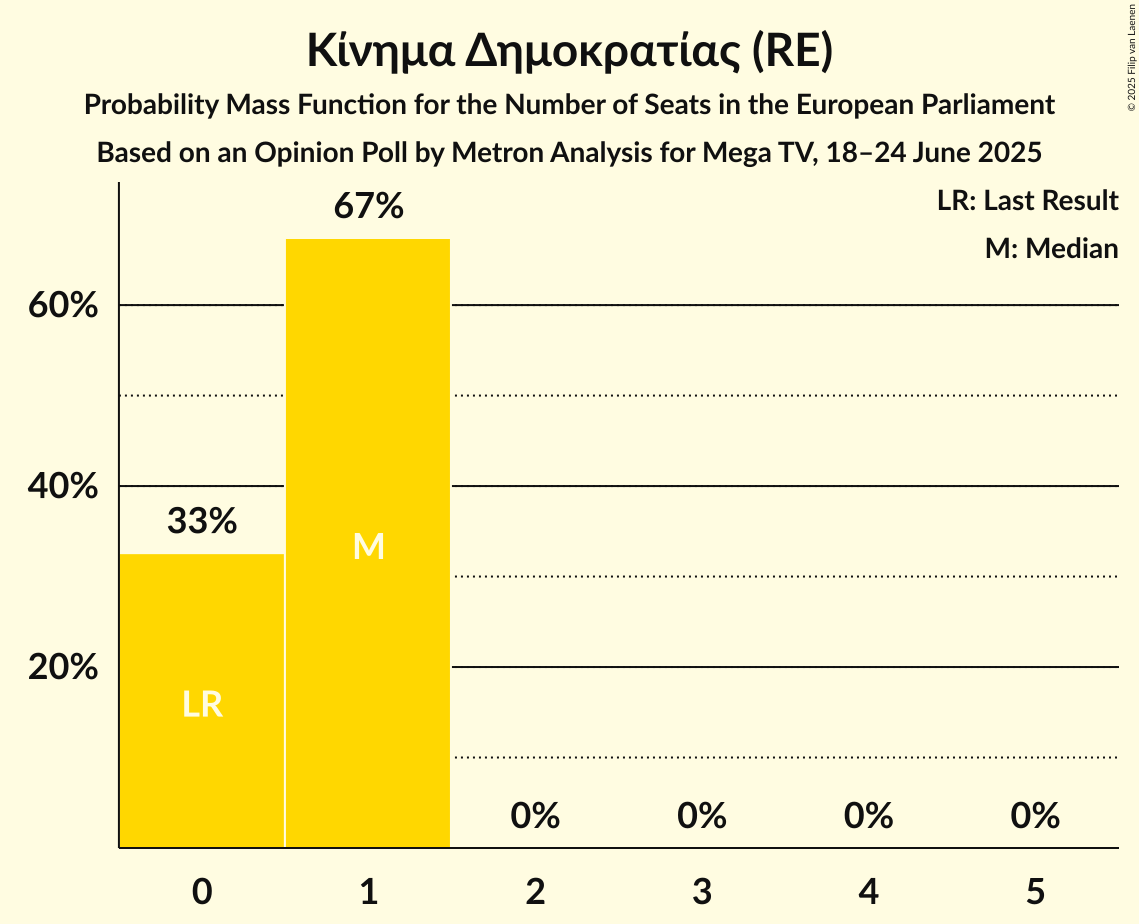 Κίνημα Δημοκρατίας (RE)
Probability Mass Function for the Number of Seats in the European Parliament
Based on an Opinion Poll by Metron Analysis for Mega TV, 18–24 June 2025
© 2025 Filip van Laenen
LR: Last Result
M: Median
67%
60%
40%
33%
M
20%
LR
0% 0% 0% 0%
0 1 2 3 4 5